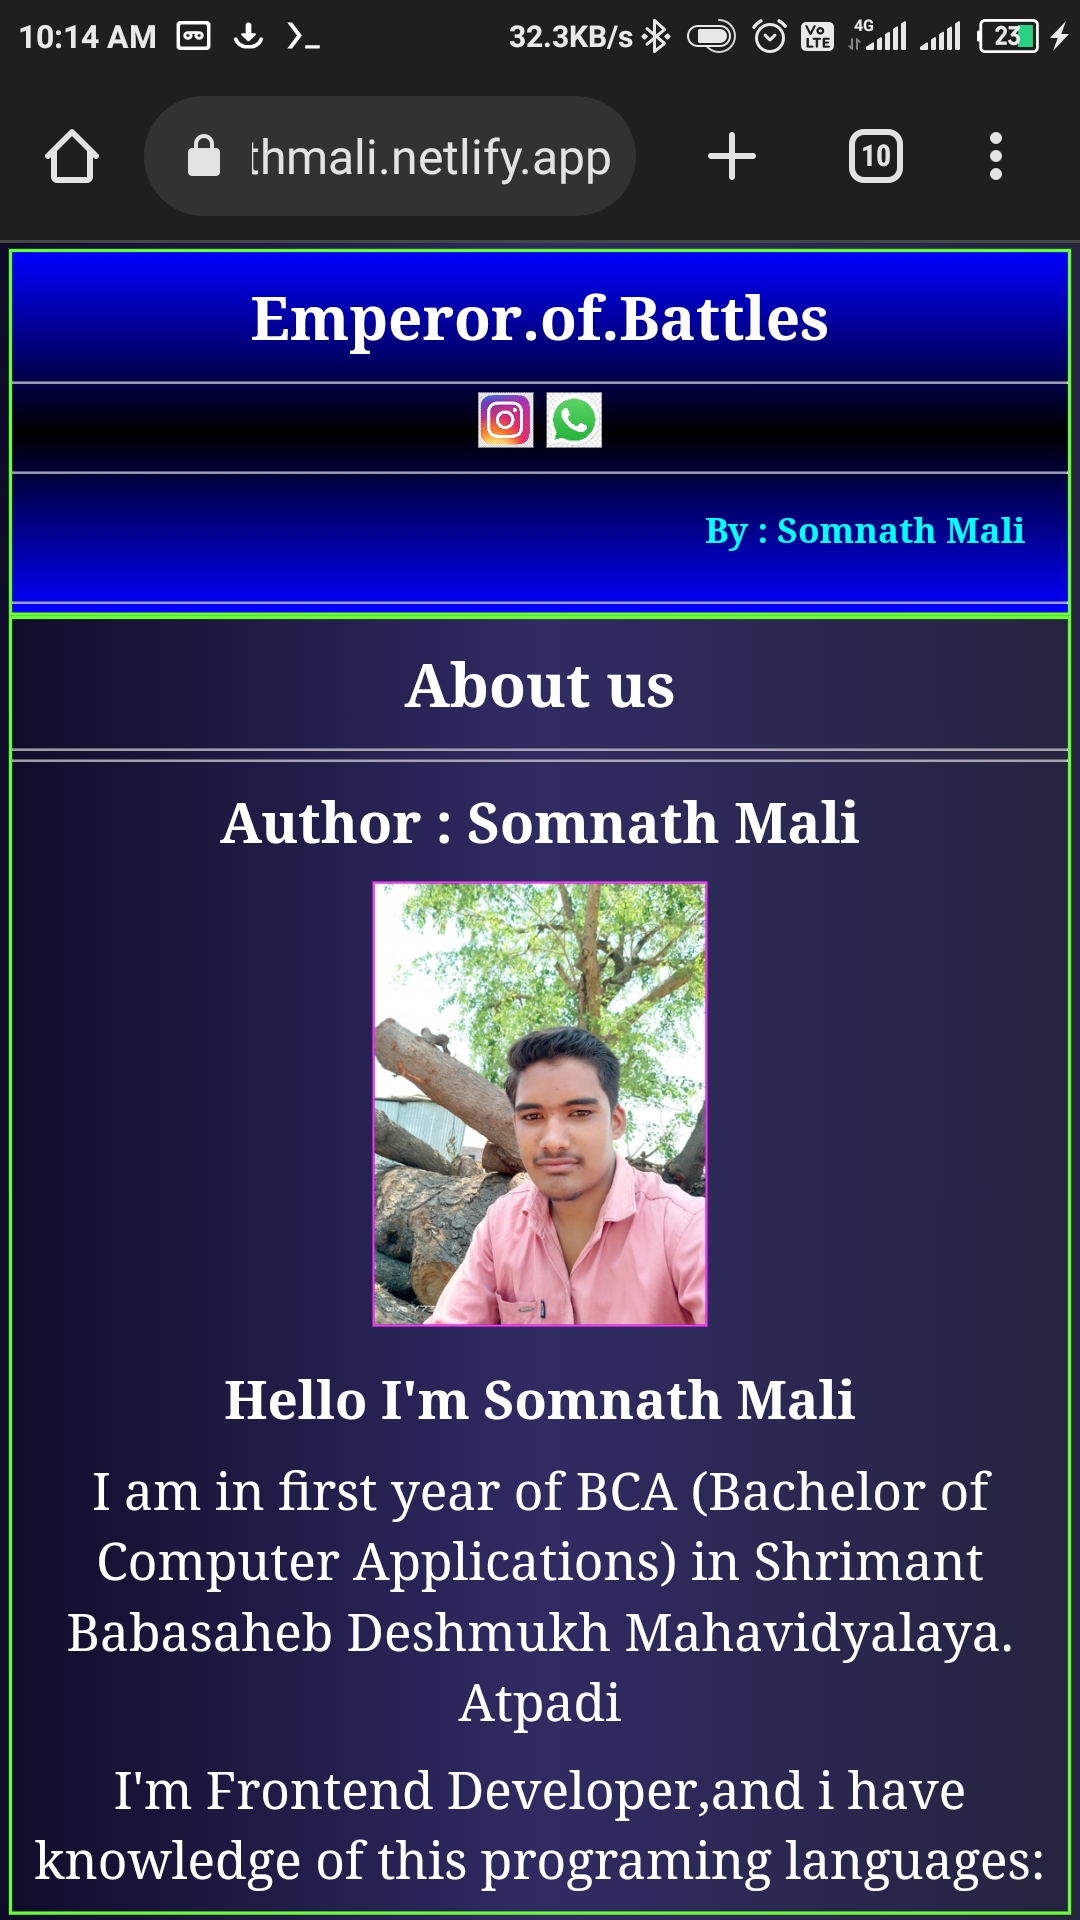 10:14 AM 32.3KB/s Vo LTE 4G 23
thmali.netlify.app 10
Emperor.of.Battles
By : Somnath Mali
About us
Author : Somnath Mali
Hello I'm Somnath Mali
I am in first year of BCA (Bachelor of
Computer Applications) in Shrimant
Babasaheb Deshmukh Mahavidyalaya.
Atpadi
I'm Frontend Developer,and i have
knowledge of this programing languages: